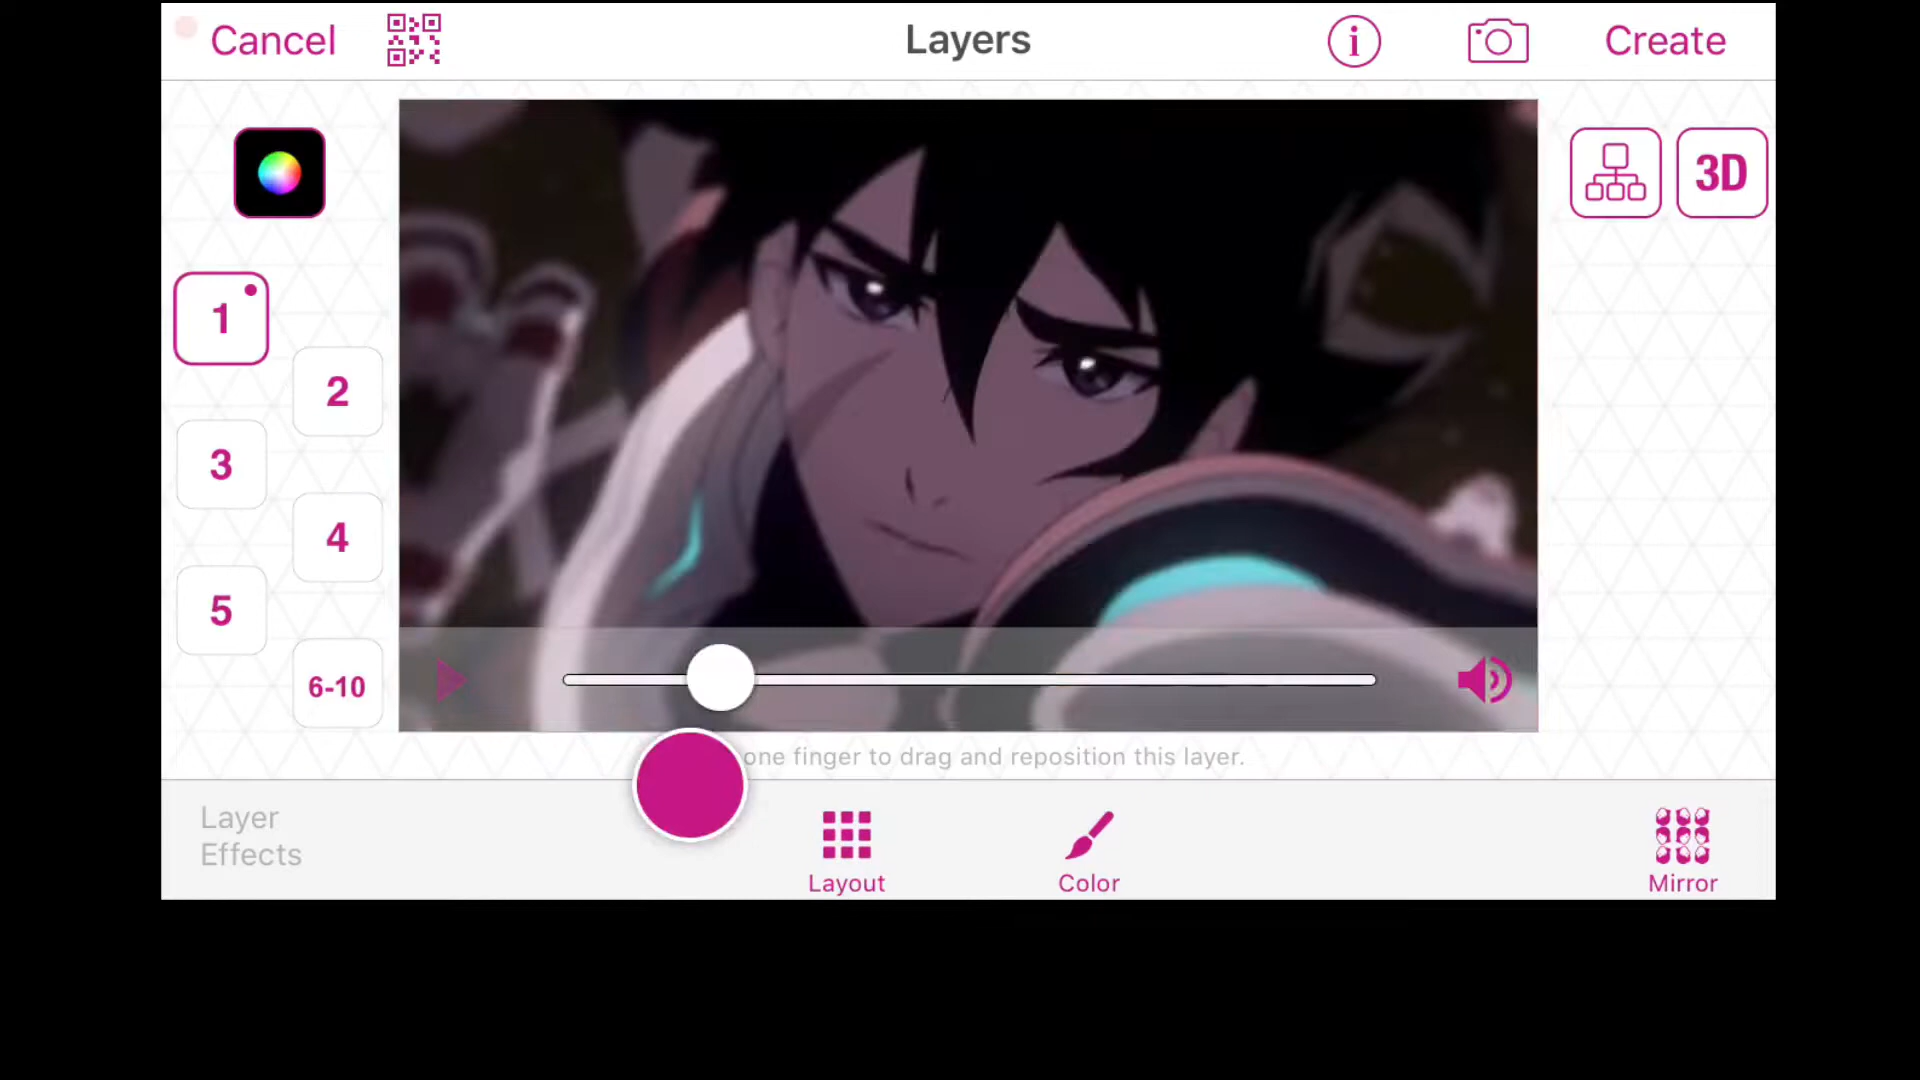 Cancel
Layers
i
Create
3D
1
2
3
4
5
6-10
one finger to drag and reposition this layer.
Layer
Effects
Layout
Color
Mirror